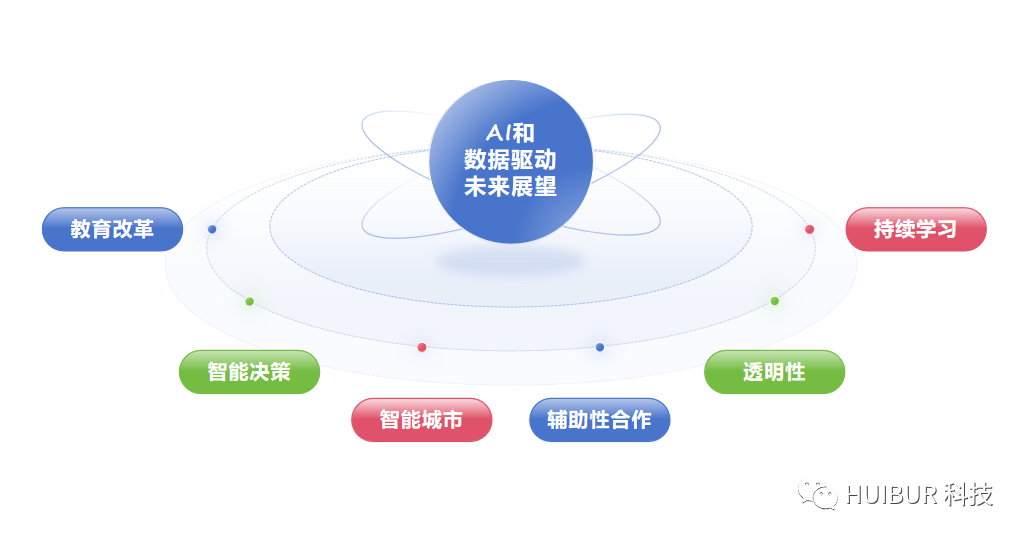 AI和
数据驱动
未来展望
教育改革
持续学习
智能决策
透明性
智能城市
辅助性合作
HUIBUR 科技